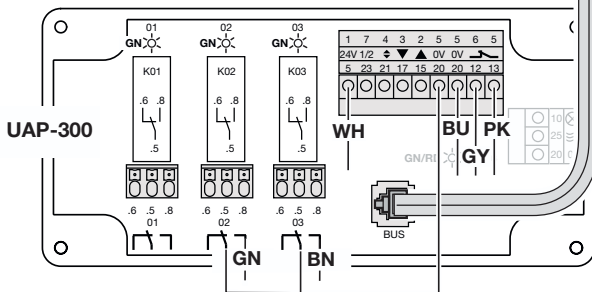 01 02 03
GN GN GN
K01 K02 K03
.6 .8 .6 .8 .6 .8
.5 .5 .5
1 7 4 3 2 5 5 6 5
24V 1/2 0V 0V
5 23 21 17 15 20 20 12 13
UAP-300
WH BU PK
GY
GN/RD
10
25
20
BUS
.6 .5 .8 .6 .5 .8 .6 .5 .8
01 02 03
GN BN